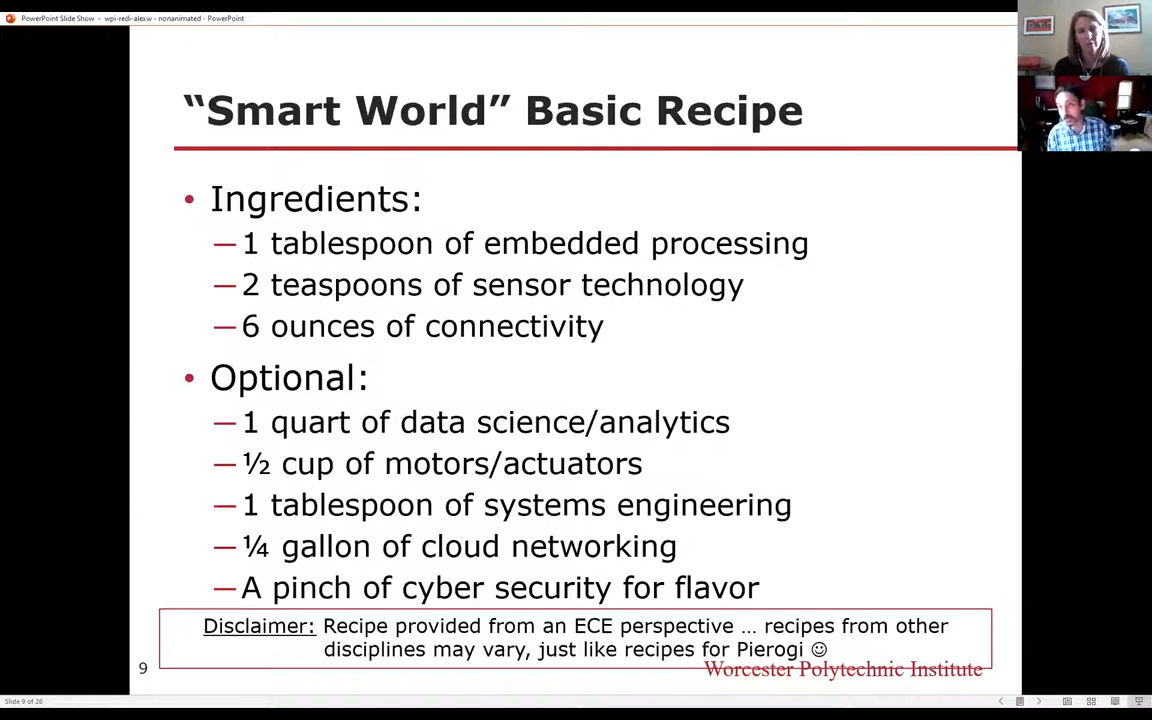 PowerPoint Slide Show - wpi-redi-alexw - nonanimated - PowerPoint
“Smart World” Basic Recipe
• Ingredients:
—1 tablespoon of embedded processing
—2 teaspoons of sensor technology
—6 ounces of connectivity
• Optional:
—1 quart of data science/analytics
—½ cup of motors/actuators
—1 tablespoon of systems engineering
—¼ gallon of cloud networking
—A pinch of cyber security for flavor
Disclaimer: Recipe provided from an ECE perspective … recipes from other
disciplines may vary, just like recipes for Pierogi ☺
9
Worcester Polytechnic Institute
Slide 9 of 26